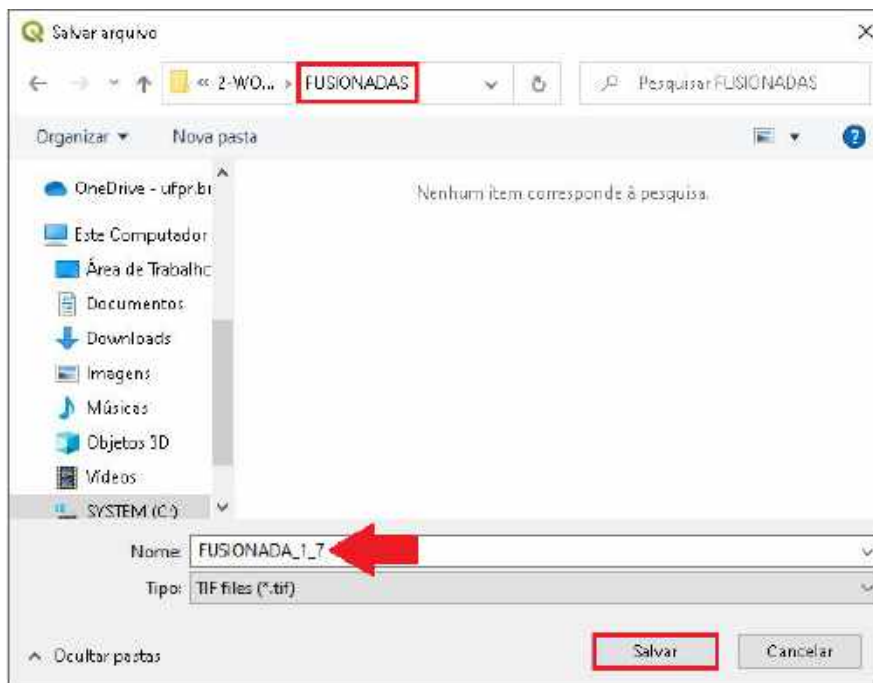 Salvar arquivo
« 2-WO... › FUSIONADAS
Pesquisar FUSIONADAS
Organizar
Nova pasta
OneDrive - ufpr.br
Nenhum item corresponde à pesquisa.
Este Computador
Área de Trabalho
Documentos
Downloads
Imagens
Músicas
Objetos 3D
Vídeos
SYSTEM (C:)
Nome: FUSIONADA_1_7
Tipo: TIF files (*.tif)
Ocultar pastas
Salvar
Cancelar